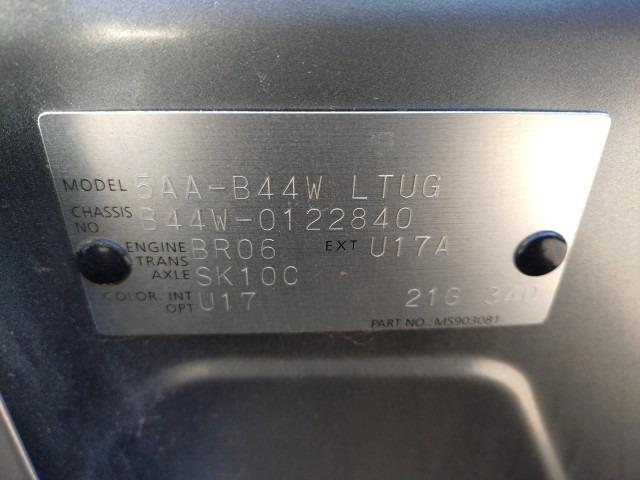 MODEL 5AA-B44W LTUG
CHASSIS NO. B44W-0122840
ENGINE BR06 EXT U17A
TRANS AXLE SK10C
COLOR, INT U17
OPT 21G 340
PART NO.: MS903081